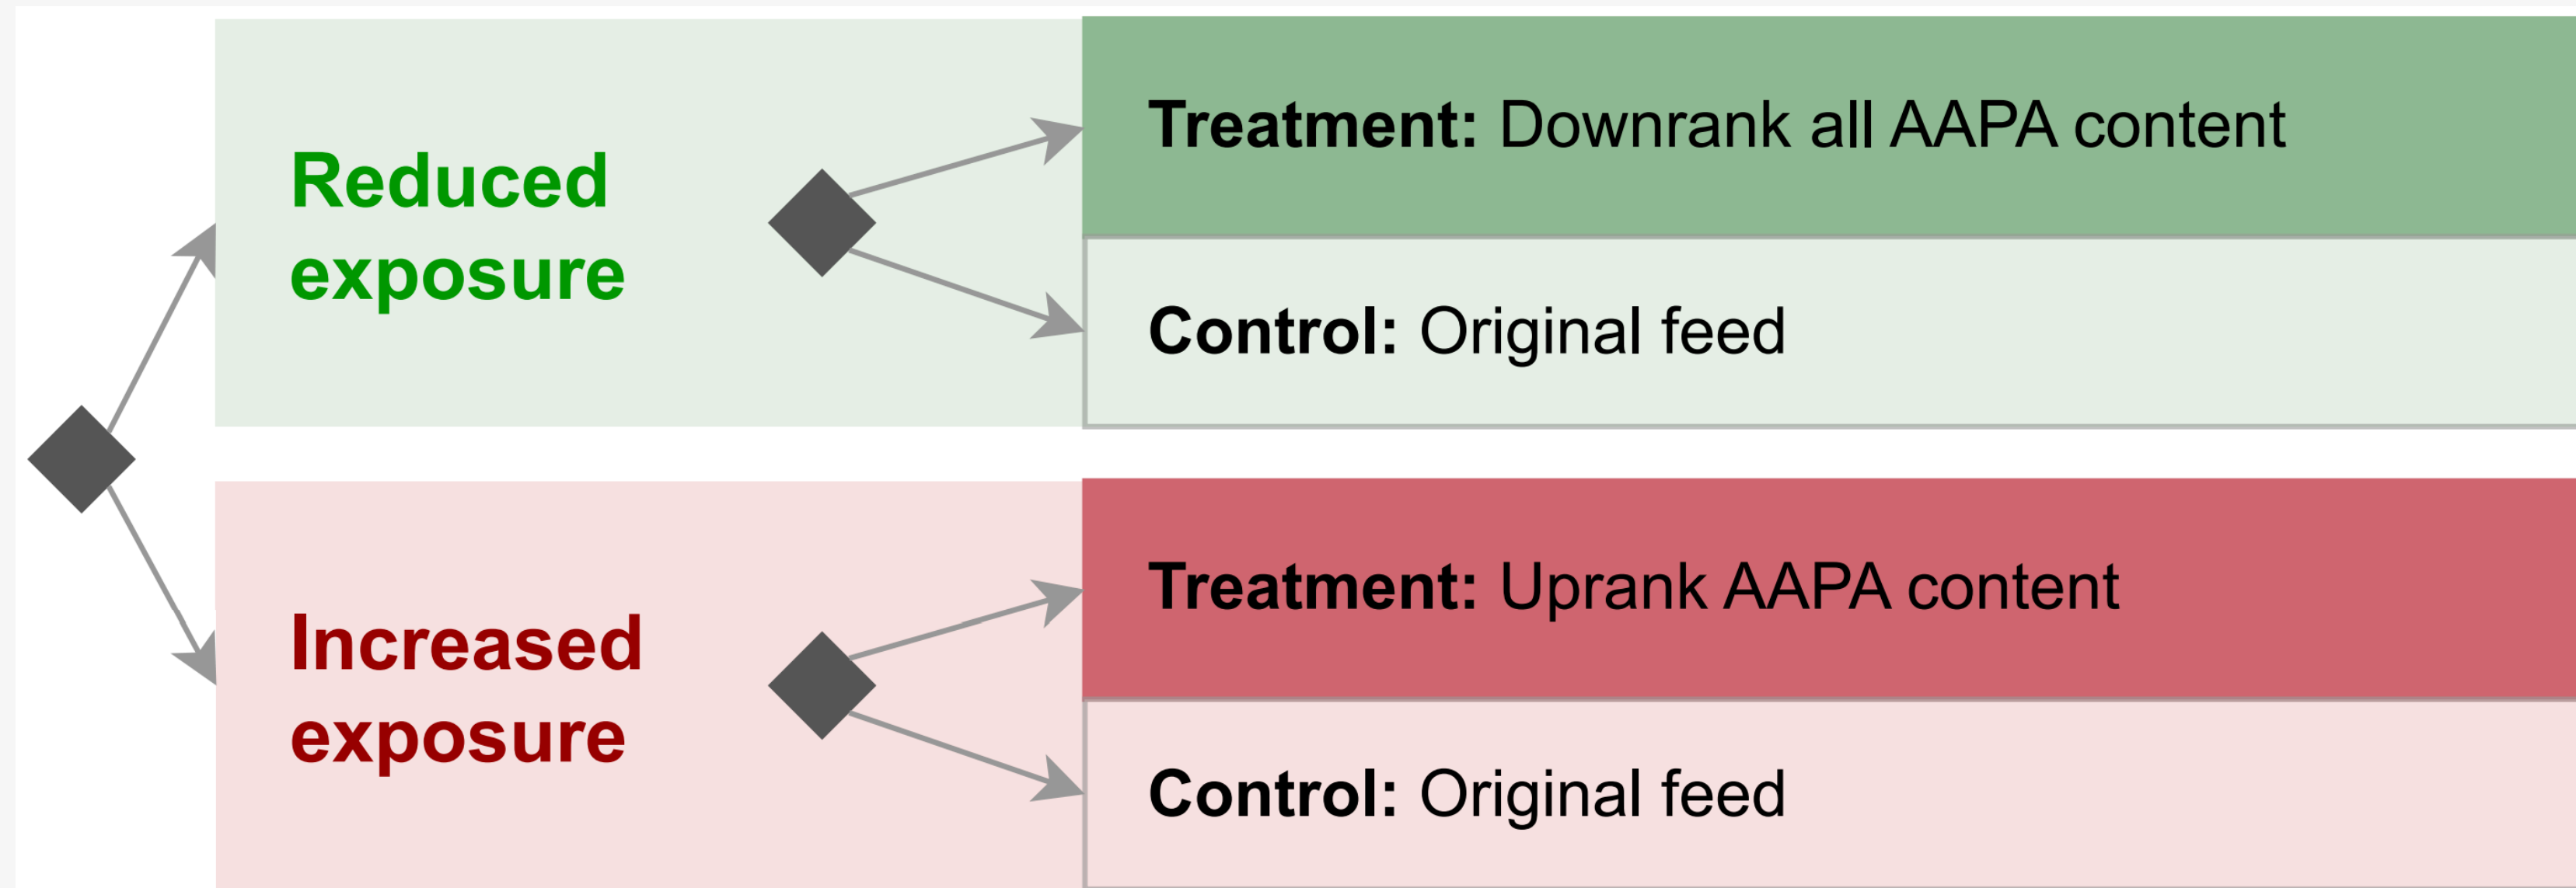 Reduced
exposure
Treatment: Downrank all AAPA content
Control: Original feed
Increased
exposure
Treatment: Uprank AAPA content
Control: Original feed